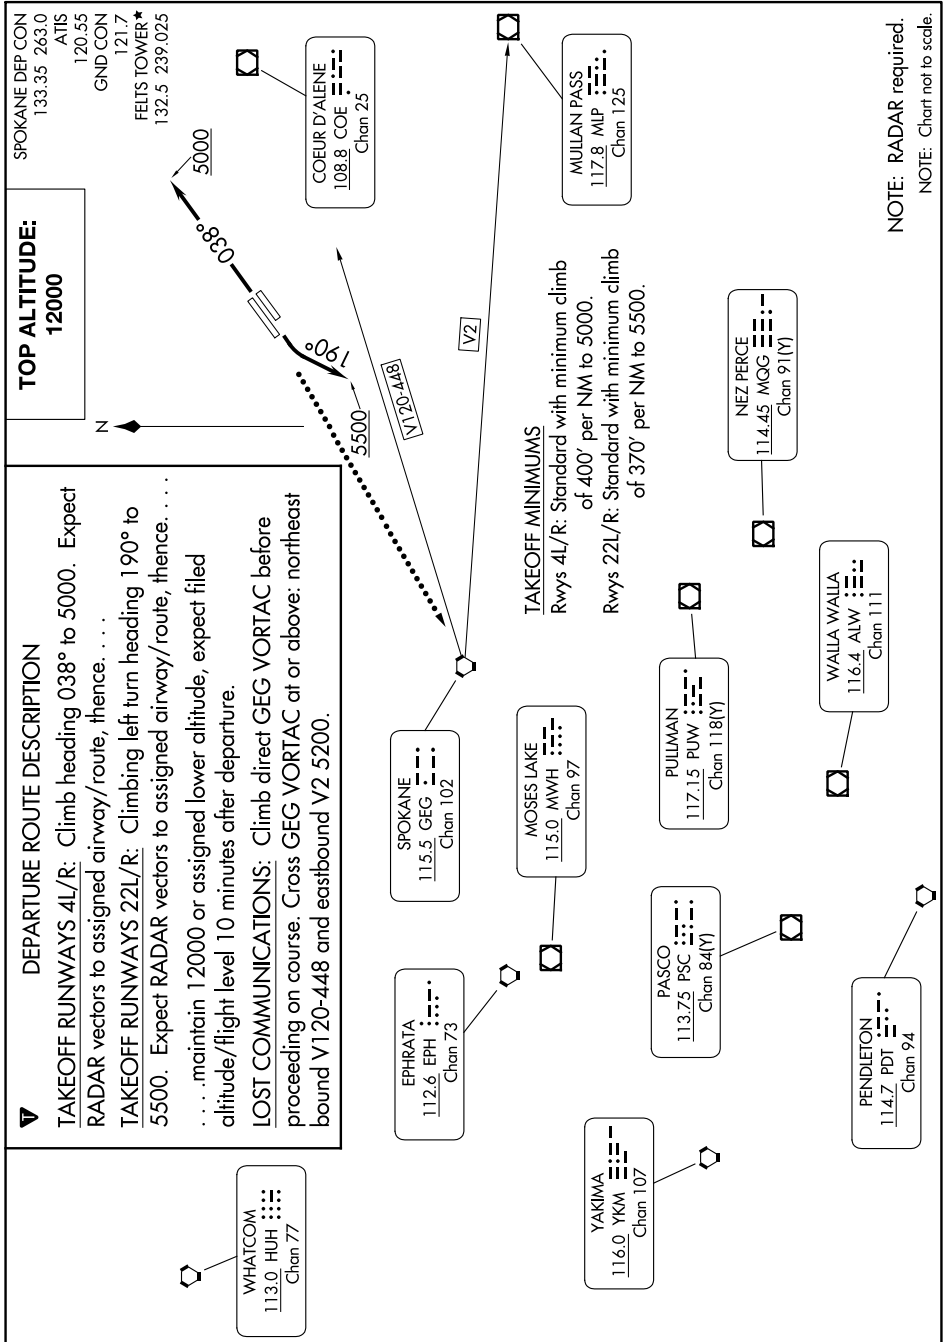 DEPARTURE ROUTE DESCRIPTION
T
TAKEOFF RUNWAYS 4L/R: Climb heading 038° to 5000. Expect
RADAR vectors to assigned airway/route, thence. . . .
TAKEOFF RUNWAYS 22L/R: Climbing left turn heading 190° to
5500. Expect RADAR vectors to assigned airway/route, thence. . . .
. . . .maintain 12000 or assigned lower altitude, expect filed
altitude/flight level 10 minutes after departure.
LOST COMMUNICATIONS: Climb direct GEG VORTAC before
proceeding on course. Cross GEG VORTAC at or above: northeast
bound V120-448 and eastbound V2 5200.
TOP ALTITUDE:
12000
SPOKANE DEP CON
133.35 263.0
ATIS
120.55
GND CON
121.7
FELTS TOWER★
132.5 239.025
N
5000
038°
190°
5500
V120-448
V2
COEUR D'ALENE
108.8 COE
Chan 25
MULLAN PASS
117.8 MLP
Chan 125
TAKEOFF MINIMUMS
Rwys 4L/R: Standard with minimum climb
of 400' per NM to 5000.
Rwys 22L/R: Standard with minimum climb
of 370' per NM to 5500.
WHATCOM
113.0 HUH
Chan 77
EPHRATA
112.6 EPH
Chan 73
SPOKANE
115.5 GEG
Chan 102
MOSES LAKE
115.0 MWH
Chan 97
YAKIMA
116.0 YKM
Chan 107
PASCO
113.75 PSC
Chan 84(Y)
PULLMAN
117.15 PUW
Chan 118(Y)
NEZ PERCE
114.45 MQG
Chan 91(Y)
WALLA WALLA
116.4 ALW
Chan 111
PENDLETON
114.7 PDT
Chan 94
NOTE: RADAR required.
NOTE: Chart not to scale.